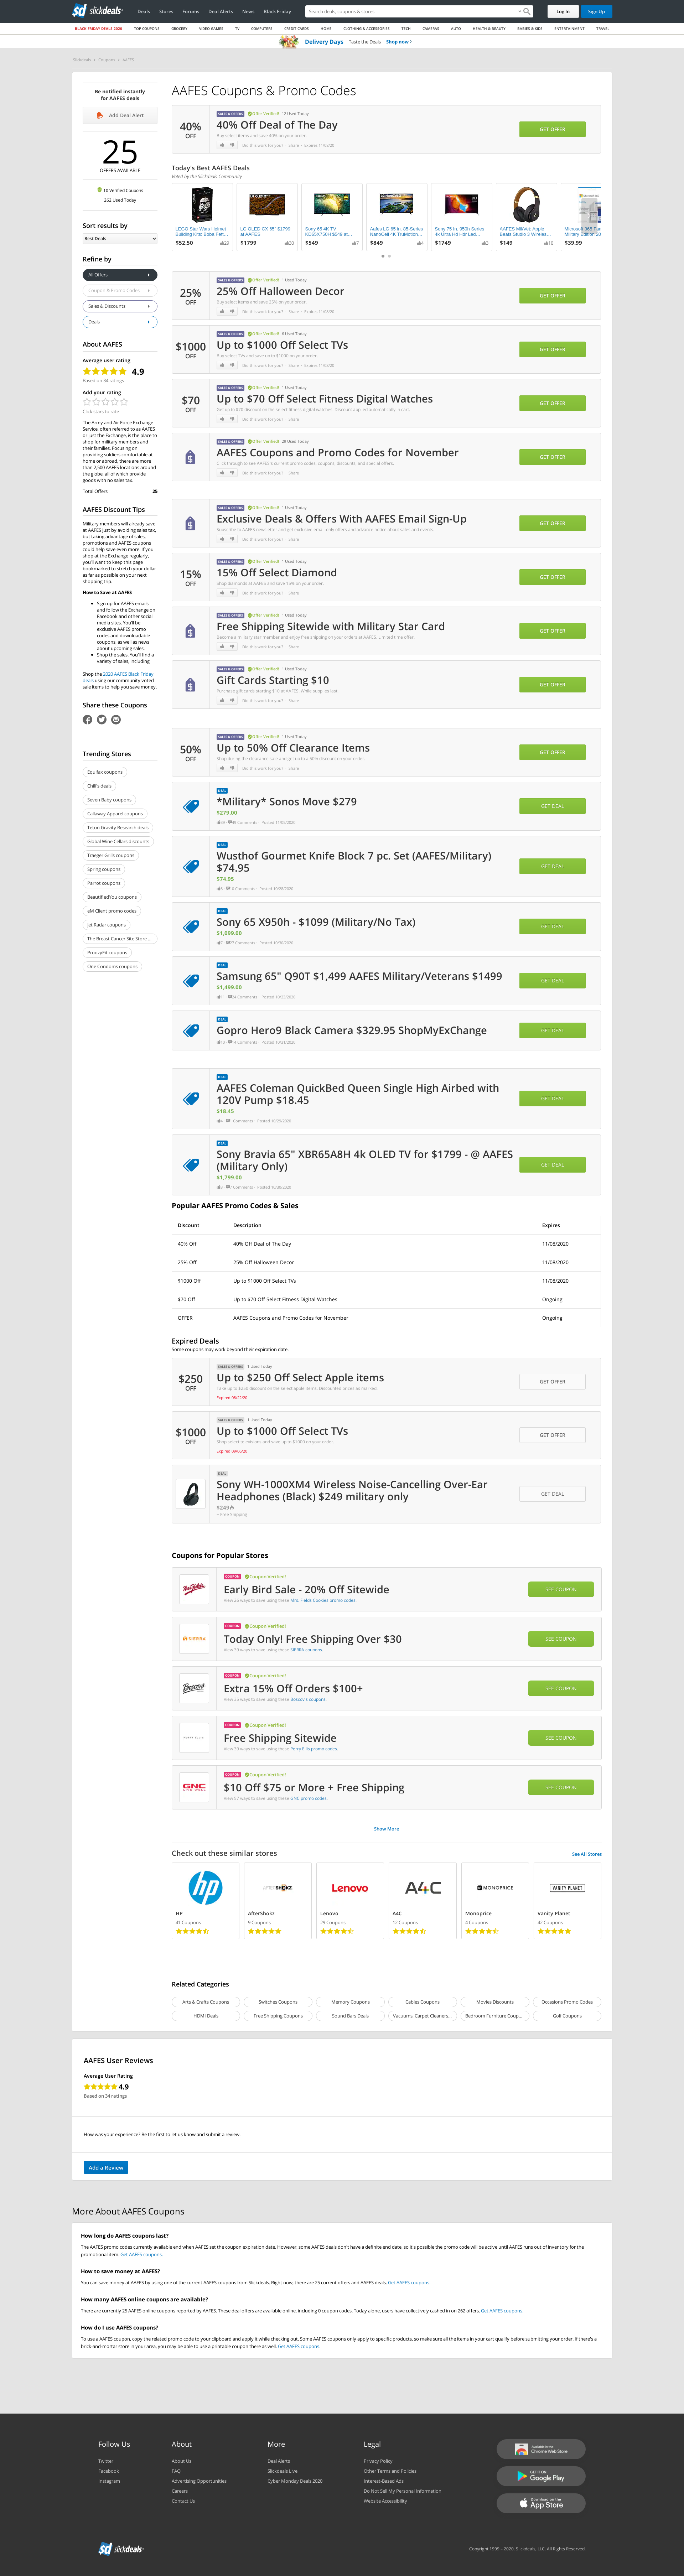 slickdeals
Deals Stores Forums Deal Alerts News Black Friday
Search deals, coupons & stores
Log In Sign Up
BLACK FRIDAY DEALS 2020 TOP COUPONS GROCERY VIDEO GAMES TV COMPUTERS CREDIT CARDS HOME CLOTHING & ACCESSORIES TECH CAMERAS AUTO HEALTH & BEAUTY BABIES & KIDS ENTERTAINMENT TRAVEL
Delivery Days Taste the Deals Shop now ›
Slickdeals > Coupons > AAFES
Be notified instantly
for AAFES deals
Add Deal Alert
25
OFFERS AVAILABLE
10 Verified Coupons
262 Used Today
Sort results by
Best Deals
Refine by
All Offers
Coupon & Promo Codes
Sales & Discounts
Deals
About AAFES
Average user rating
4.9
Based on 34 ratings
Add your rating
Click stars to rate
The Army and Air Force Exchange
Service, often referred to as AAFES
or just the Exchange, is the place to
shop for military members and
their families. Focusing on
providing soldiers comfortable at
home or abroad, there are more
than 2,500 AAFES locations around
the globe, all of which provide
goods with no sales tax.
Total Offers 25
AAFES Discount Tips
Military members will already save
at AAFES just by avoiding sales tax,
but taking advantage of sales,
promotions and AAFES coupons
could help save even more. If you
shop at the Exchange regularly,
you'll want to keep this page
bookmarked to stretch your dollar
as far as possible on your next
shopping trip.
How to Save at AAFES
Sign up for AAFES emails
and follow the Exchange on
Facebook and other social
media sites. You'll be
exclusive AAFES promo
codes and downloadable
coupons, as well as news
about upcoming sales.
Shop the sales. You'll find a
variety of sales, including
Shop the 2020 AAFES Black Friday
deals using our community voted
sale items to help you save money.
Share these Coupons
Trending Stores
Equifax coupons
Chili's deals
Seven Baby coupons
Callaway Apparel coupons
Teton Gravity Research deals
Global Wine Cellars discounts
Traeger Grills coupons
Spring coupons
Parrot coupons
BeautifiedYou coupons
eM Client promo codes
Jet Radar coupons
The Breast Cancer Site Store ...
ProozyFit coupons
One Condoms coupons
AAFES Coupons & Promo Codes
40%
OFF
SALES & OFFERS Offer Verified! 12 Used Today
40% Off Deal of The Day
Buy select items and save 40% on your order.
Did this work for you? · Share · Expires 11/08/20
GET OFFER
Today's Best AAFES Deals
Voted by the Slickdeals Community
LEGO Star Wars Helmet
Building Kits: Boba Fett...
$52.50
LG OLED CX 65" $1799
at AAFES
$1799
Sony 65 4K TV
KD65X750H $549 at...
$549
Aafes LG 65 in. 85 Series
NanoCell 4K TruMotion...
$849
Sony 75 In. 950h Series
4k Ultra Hd Hdr Led...
$1749
AAFES Mil/Vet: Apple
Beats Studio 3 Wireless...
$149
$39.99
25%
OFF
SALES & OFFERS Offer Verified! 1 Used Today
25% Off Halloween Decor
Buy select items and save 25% on your order.
Did this work for you? · Share · Expires 11/08/20
GET OFFER
$1000
OFF
SALES & OFFERS Offer Verified! 6 Used Today
Up to $1000 Off Select TVs
Buy select TVs and save up to $1000 on your order.
Did this work for you? · Share · Expires 11/08/20
GET OFFER
$70
OFF
SALES & OFFERS Offer Verified! 1 Used Today
Up to $70 Off Select Fitness Digital Watches
Get up to $70 discount on the select fitness digital watches. Discount applied automatically in cart.
Did this work for you? · Share
GET OFFER
SALES & OFFERS Offer Verified! 29 Used Today
AAFES Coupons and Promo Codes for November
Click through to see AAFES's current promo codes, coupons, discounts, and special offers.
Did this work for you? · Share
GET OFFER
SALES & OFFERS Offer Verified! 1 Used Today
Exclusive Deals & Offers With AAFES Email Sign-Up
Subscribe to AAFES newsletter and get exclusive email only offers and advance notice about sales and events.
Did this work for you? · Share
GET OFFER
15%
OFF
SALES & OFFERS Offer Verified! 1 Used Today
15% Off Select Diamond
Shop diamonds at AAFES and save 15% on your order.
Did this work for you? · Share
GET OFFER
SALES & OFFERS Offer Verified! 1 Used Today
Free Shipping Sitewide with Military Star Card
Become a military star member and enjoy free shipping on your orders at AAFES. Limited time offer.
Did this work for you? · Share
GET OFFER
SALES & OFFERS Offer Verified! 1 Used Today
Gift Cards Starting $10
Purchase gift cards starting $10 at AAFES. While supplies last.
Did this work for you? · Share
GET OFFER
50%
OFF
SALES & OFFERS Offer Verified! 1 Used Today
Up to 50% Off Clearance Items
Shop during the clearance sale and get up to a 50% discount on your order.
Did this work for you? · Share
GET OFFER
DEAL
*Military* Sonos Move $279
$279.00
Posted 11/05/2020
GET DEAL
DEAL
Wusthof Gourmet Knife Block 7 pc. Set (AAFES/Military)
$74.95
$74.95
Posted 10/28/2020
GET DEAL
DEAL
Sony 65 X950h - $1099 (Military/No Tax)
$1,099.00
Posted 10/30/2020
GET DEAL
DEAL
Samsung 65" Q90T $1,499 AAFES Military/Veterans $1499
$1,499.00
Posted 10/23/2020
GET DEAL
DEAL
Gopro Hero9 Black Camera $329.95 ShopMyExChange
Posted 10/31/2020
GET DEAL
DEAL
AAFES Coleman QuickBed Queen Single High Airbed with
120V Pump $18.45
$18.45
GET DEAL
DEAL
Sony Bravia 65" XBR65A8H 4k OLED TV for $1799 - @ AAFES
(Military Only)
$1,799.00
Posted 10/30/2020
GET DEAL
Popular AAFES Promo Codes & Sales
Discount Description Expires
40% Off 40% Off Deal of The Day 11/08/2020
25% Off 25% Off Halloween Decor 11/08/2020
$1000 Off Up to $1000 Off Select TVs 11/08/2020
$70 Off Up to $70 Off Select Fitness Digital Watches Ongoing
OFFER AAFES Coupons and Promo Codes for November Ongoing
Expired Deals
Some coupons may work beyond their expiration date.
$250
OFF
SALES & OFFERS 1 Used Today
Up to $250 Off Select Apple items
Take up to $250 discount on the select apple items. Discounted prices as marked.
Expired 08/22/20
GET OFFER
$1000
OFF
SALES & OFFERS 1 Used Today
Up to $1000 Off Select TVs
Shop select televisions and save up to $1000 on your order.
Expired 09/06/20
GET OFFER
DEAL
Sony WH-1000XM4 Wireless Noise-Cancelling Over-Ear
Headphones (Black) $249 military only
+ Free Shipping
GET DEAL
Coupons for Popular Stores
COUPON Coupon Verified!
Early Bird Sale - 20% Off Sitewide
View 25 ways to save using these Mrs. Fields Cookies promo codes.
SEE COUPON
SIERRA
COUPON Coupon Verified!
Today Only! Free Shipping Over $30
View 20 ways to save using these SIERRA coupons.
SEE COUPON
Boscov's
COUPON Coupon Verified!
Extra 15% Off Orders $100+
View 25 ways to save using these Boscov's coupons.
SEE COUPON
PERRY ELLIS
COUPON Coupon Verified!
Free Shipping Sitewide
View 33 ways to save using these Perry Ellis promo codes.
SEE COUPON
GNC
LIVE WELL
COUPON Coupon Verified!
$10 Off $75 or More + Free Shipping
View 57 ways to save using these GNC promo codes.
SEE COUPON
Show More
Check out these similar stores See All Stores
hp
HP
41 Coupons
AFTERSHOKZ
AfterShokz
9 Coupons
Lenovo
Lenovo
29 Coupons
A4C
A4C
12 Coupons
MONOPRICE
Monoprice
4 Coupons
VANITY PLANET
Vanity Planet
42 Coupons
Related Categories
Arts & Crafts Coupons Switches Coupons Memory Coupons Cables Coupons Movies Discounts Occasions Promo Codes
HDMI Deals Free Shipping Coupons Sound Bars Deals Vacuums, Carpet Cleaners... Bedroom Furniture Coup... Golf Coupons
AAFES User Reviews
Average User Rating
4.9
Based on 34 ratings
How was your experience? Be the first to let us know and submit a review.
Add a Review
More About AAFES Coupons
How long do AAFES coupons last?
The AAFES promo codes currently available end when AAFES set the coupon expiration date. However, some AAFES deals don't have a definite end date, so it's possible the promo code will be active until AAFES runs out of inventory for the
promotional item. Get AAFES coupons.
How to save money at AAFES?
You can save money at AAFES by using one of the current AAFES coupons from Slickdeals. Right now, there are 25 current offers and AAFES deals. Get AAFES coupons.
How many AAFES online coupons are available?
There are currently 25 AAFES online coupons reported by AAFES. These deal offers are available online, including 0 coupon codes. Today alone, users have collectively cashed in on 262 offers. Get AAFES coupons.
How do I use AAFES coupons?
To use a AAFES coupon, copy the related promo code to your clipboard and apply it while checking out. Some AAFES coupons only apply to specific products, so make sure all the items in your cart qualify before submitting your order. If there's a
brick-and-mortar store in your area, you may be able to use a printable coupon there as well. Get AAFES coupons.
Follow Us About More Legal
Twitter About Us Deal Alerts Privacy Policy
Facebook FAQ Slickdeals Live Other Terms and Policies
Instagram Advertising Opportunities Cyber Monday Deals 2020 Interest-Based Ads
Careers Do Not Sell My Personal Information
Contact Us Website Accessibility
Available in the
Chrome Web Store
GET IT ON
Google Play
Download on the
App Store
slickdeals
Copyright 1999 - 2020. Slickdeals, LLC. All Rights Reserved.